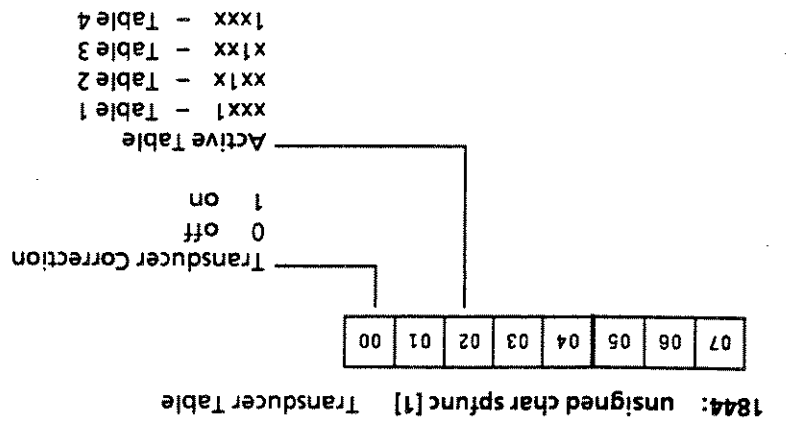 1844: unsigned char spfunc [1] Transducer Table
07 06 05 04 03 02 01 00
Transducer Correction
0 off
1 on
Active Table
xxx1 – Table 1
xx1x – Table 2
x1xx – Table 3
1xxx – Table 4